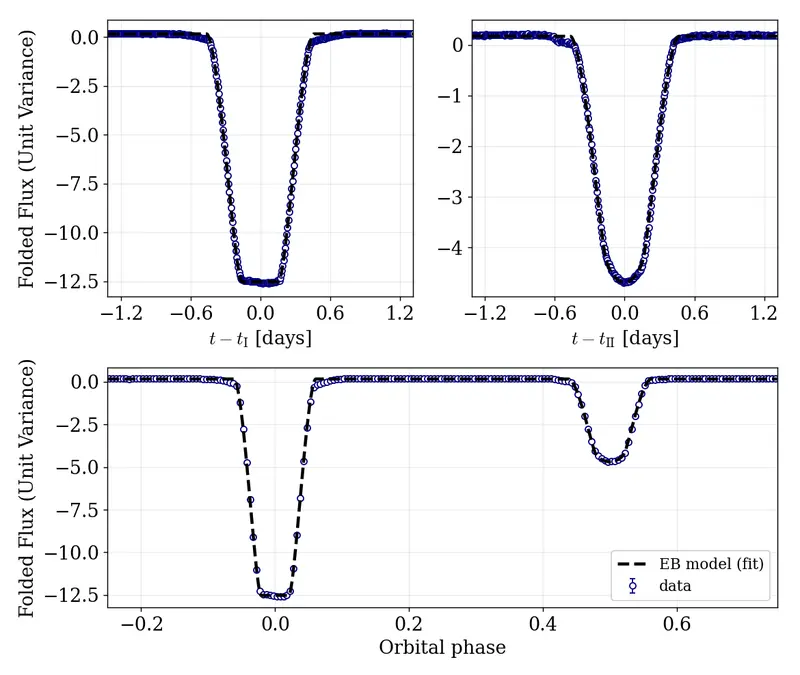 Folded Flux (Unit Variance)
0.0
−2.5
−5.0
−7.5
−10.0
−12.5
−1.2 −0.6 0.0 0.6 1.2
t − t_I [days]
0
−1
−2
−3
−4
−1.2 −0.6 0.0 0.6 1.2
t − t_II [days]
Folded Flux (Unit Variance)
0.0
−2.5
−5.0
−7.5
−10.0
−12.5
−0.2 0.0 0.2 0.4 0.6
Orbital phase
EB model (fit)
data